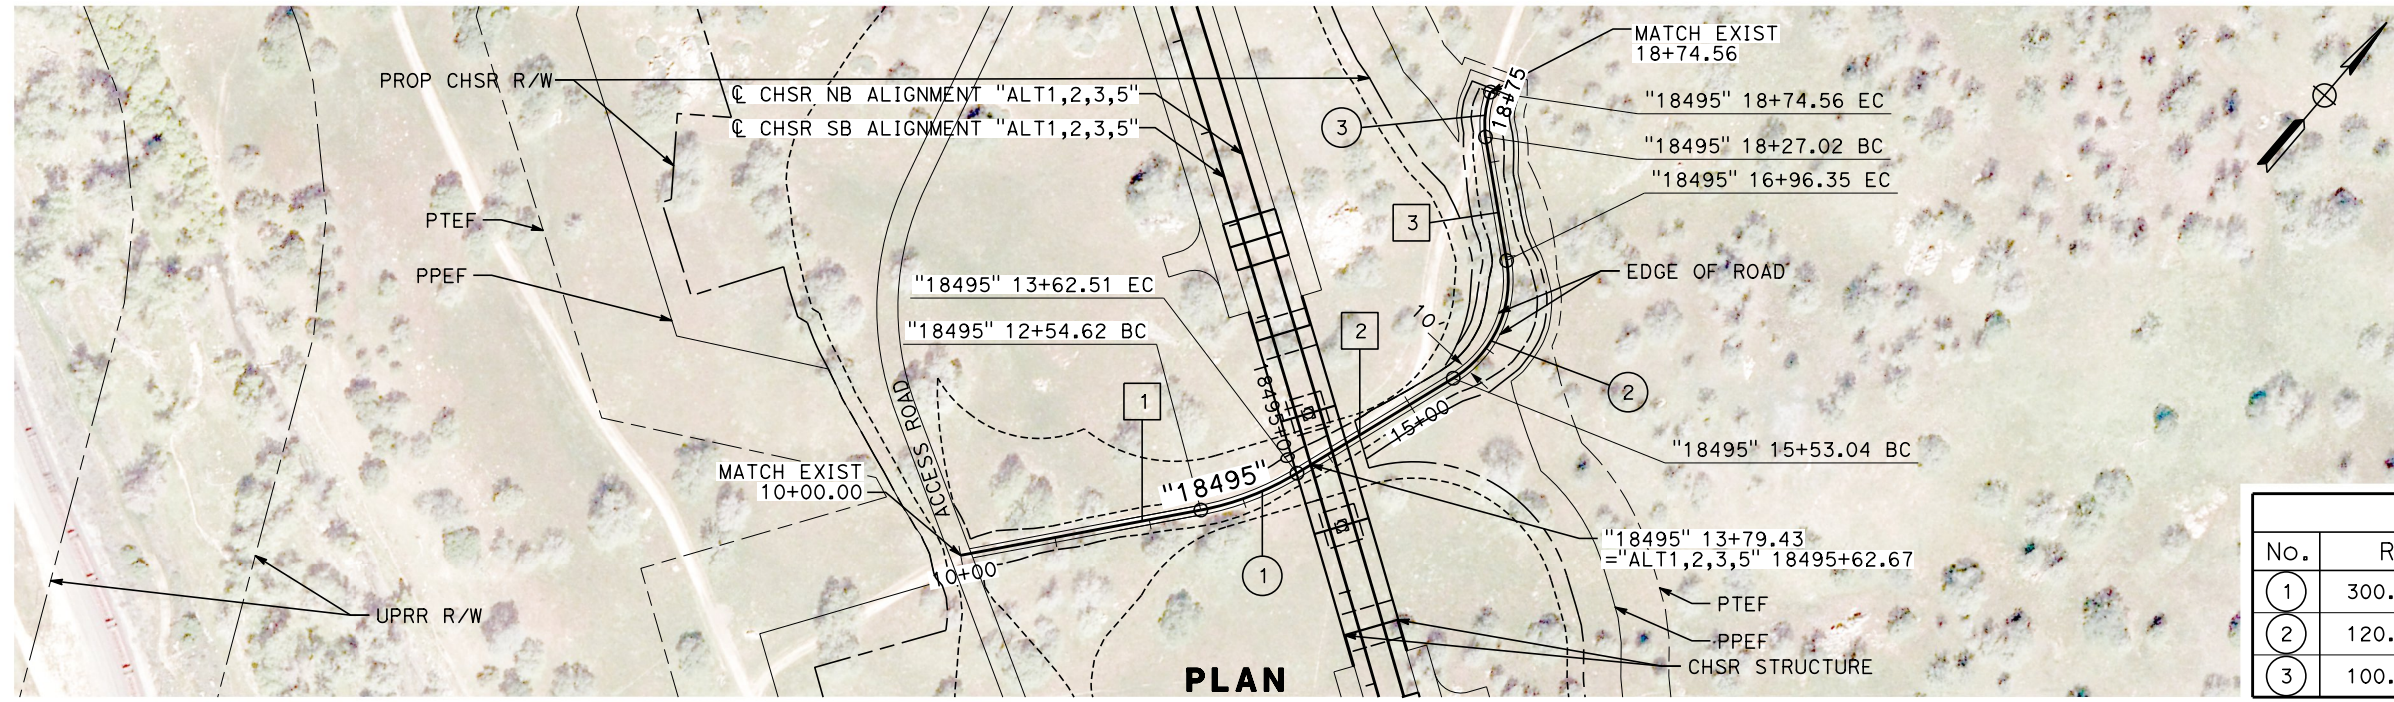 MATCH EXIST
18+74.56
PROP CHSR R/W
℄ CHSR NB ALIGNMENT "ALT1,2,3,5"
℄ CHSR SB ALIGNMENT "ALT1,2,3,5"
18+75
"18495" 18+74.56 EC
3
"18495" 18+27.02 BC
"18495" 16+96.35 EC
PTEF
3
PPEF
"18495" 13+62.51 EC
EDGE OF ROAD
"18495" 12+54.62 BC
2
10'
1
2
ACCESS ROAD
18495+00
15+00
"18495" 15+53.04 BC
MATCH EXIST
10+00.00
"18495"
10+00
1
"18495" 13+79.43
="ALT1,2,3,5" 18495+62.67
UPRR R/W
PTEF
PPEF
CHSR STRUCTURE
PLAN
No. R
1 300.
2 120.
3 100.